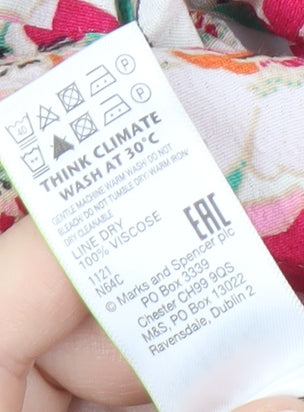 40 P
P
THINK CLIMATE
WASH AT 30°C
GENTLE MACHINE WARM WASH DO NOT
BLEACH DO NOT TUMBLE DRY WARM IRON
DRY CLEANABLE
LINE DRY
100% VISCOSE
1121
N64C
EAC
© Marks and Spencer plc
PO Box 3339
Chester CH99 9QS
M&S, PO Box 13022
Ravensdale, Dublin 2